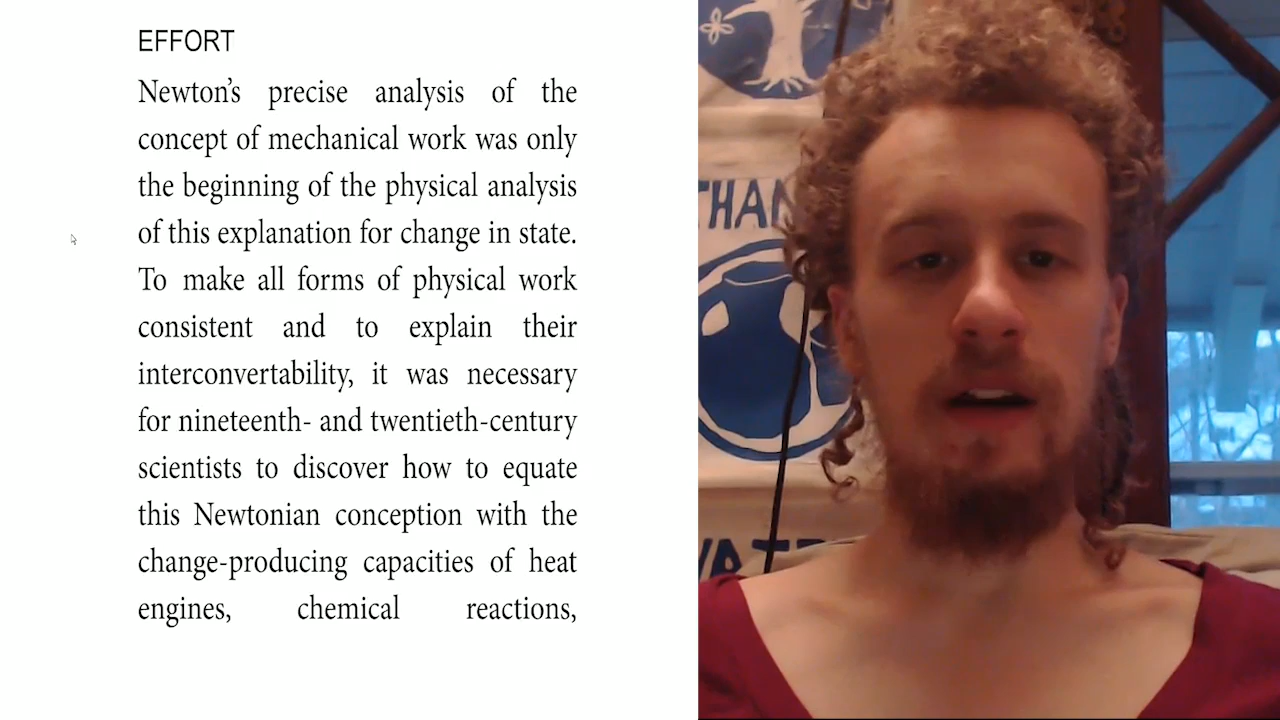 EFFORT
Newton's precise analysis of the
concept of mechanical work was only
the beginning of the physical analysis
of this explanation for change in state.
To make all forms of physical work
consistent and to explain their
interconvertability, it was necessary
for nineteenth- and twentieth-century
scientists to discover how to equate
this Newtonian conception with the
change-producing capacities of heat
engines, chemical reactions,